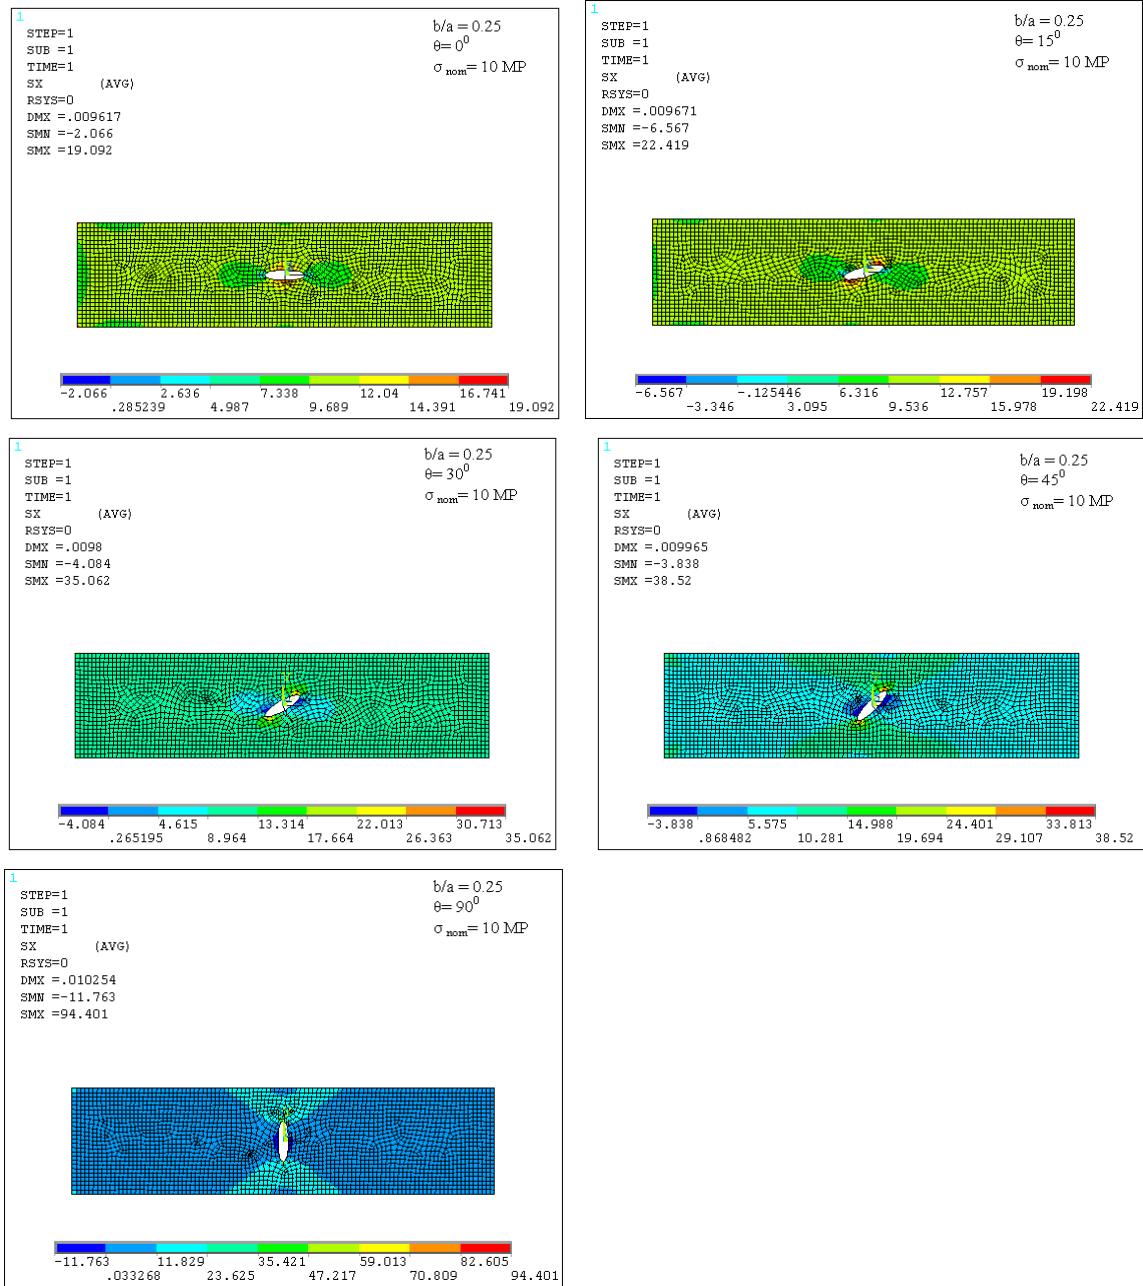 1
STEP=1
SUB =1
TIME=1
SX (AVG)
RSYS=0
DMX =.009617
SMN =-2.066
SMX =19.092
b/a = 0.25
θ= 0⁰
σ nom= 10 MP
-2.066 2.636 7.338 12.04 16.741
.285239 4.987 9.689 14.391 19.092
1
STEP=1
SUB =1
TIME=1
SX (AVG)
RSYS=0
DMX =.009671
SMN =-6.567
SMX =22.419
b/a = 0.25
θ= 15⁰
σ nom= 10 MP
-6.567 -.125446 6.316 12.757 19.198
-3.346 3.095 9.536 15.978 22.419
1
STEP=1
SUB =1
TIME=1
SX (AVG)
RSYS=0
DMX =.0098
SMN =-4.084
SMX =35.062
b/a = 0.25
θ= 30⁰
σ nom= 10 MP
-4.084 4.615 13.314 22.013 30.713
.265195 8.964 17.664 26.363 35.062
1
STEP=1
SUB =1
TIME=1
SX (AVG)
RSYS=0
DMX =.009965
SMN =-3.838
SMX =38.52
b/a = 0.25
θ= 45⁰
σ nom= 10 MP
-3.838 5.575 14.988 24.401 33.813
.868482 10.281 19.694 29.107 38.52
1
STEP=1
SUB =1
TIME=1
SX (AVG)
RSYS=0
DMX =.010254
SMN =-11.763
SMX =94.401
b/a = 0.25
θ= 90⁰
σ nom= 10 MP
-11.763 11.829 35.421 59.013 82.605
.033268 23.625 47.217 70.809 94.401